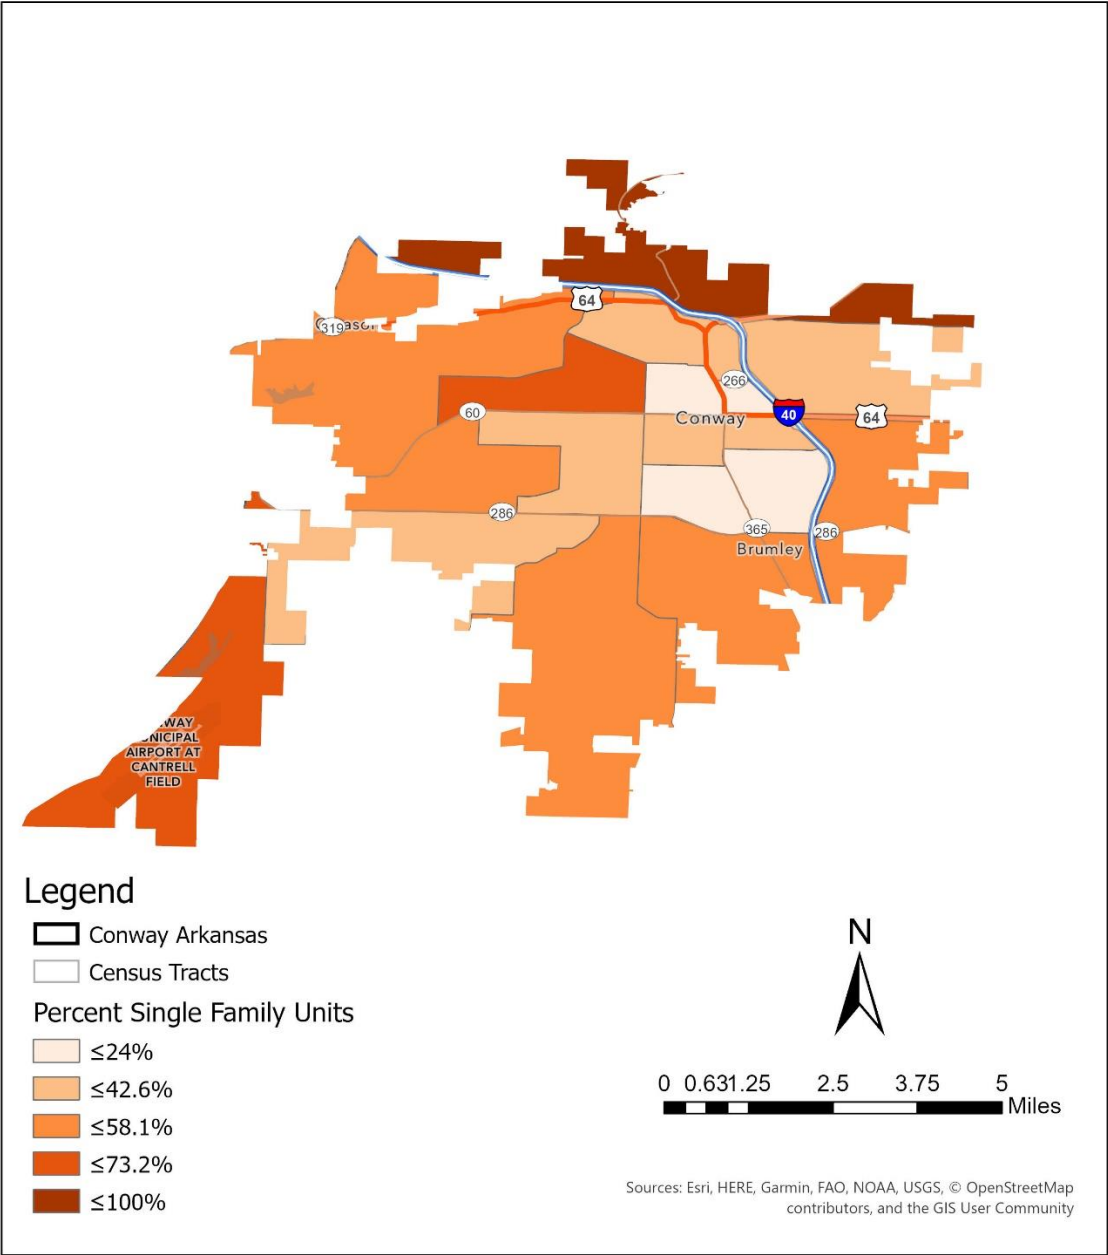 64
319
266
60
Conway
40
64
286
365
286
Brumley
WAY
AIRPORT AT
CANTRELL
FIELD
Legend
Conway Arkansas
Census Tracts
Percent Single Family Units
≤24%
≤42.6%
≤58.1%
≤73.2%
≤100%
N
0 0.631.25 2.5 3.75 5
Miles
Sources: Esri, HERE, Garmin, FAO, NOAA, USGS, © OpenStreetMap
contributors, and the GIS User Community